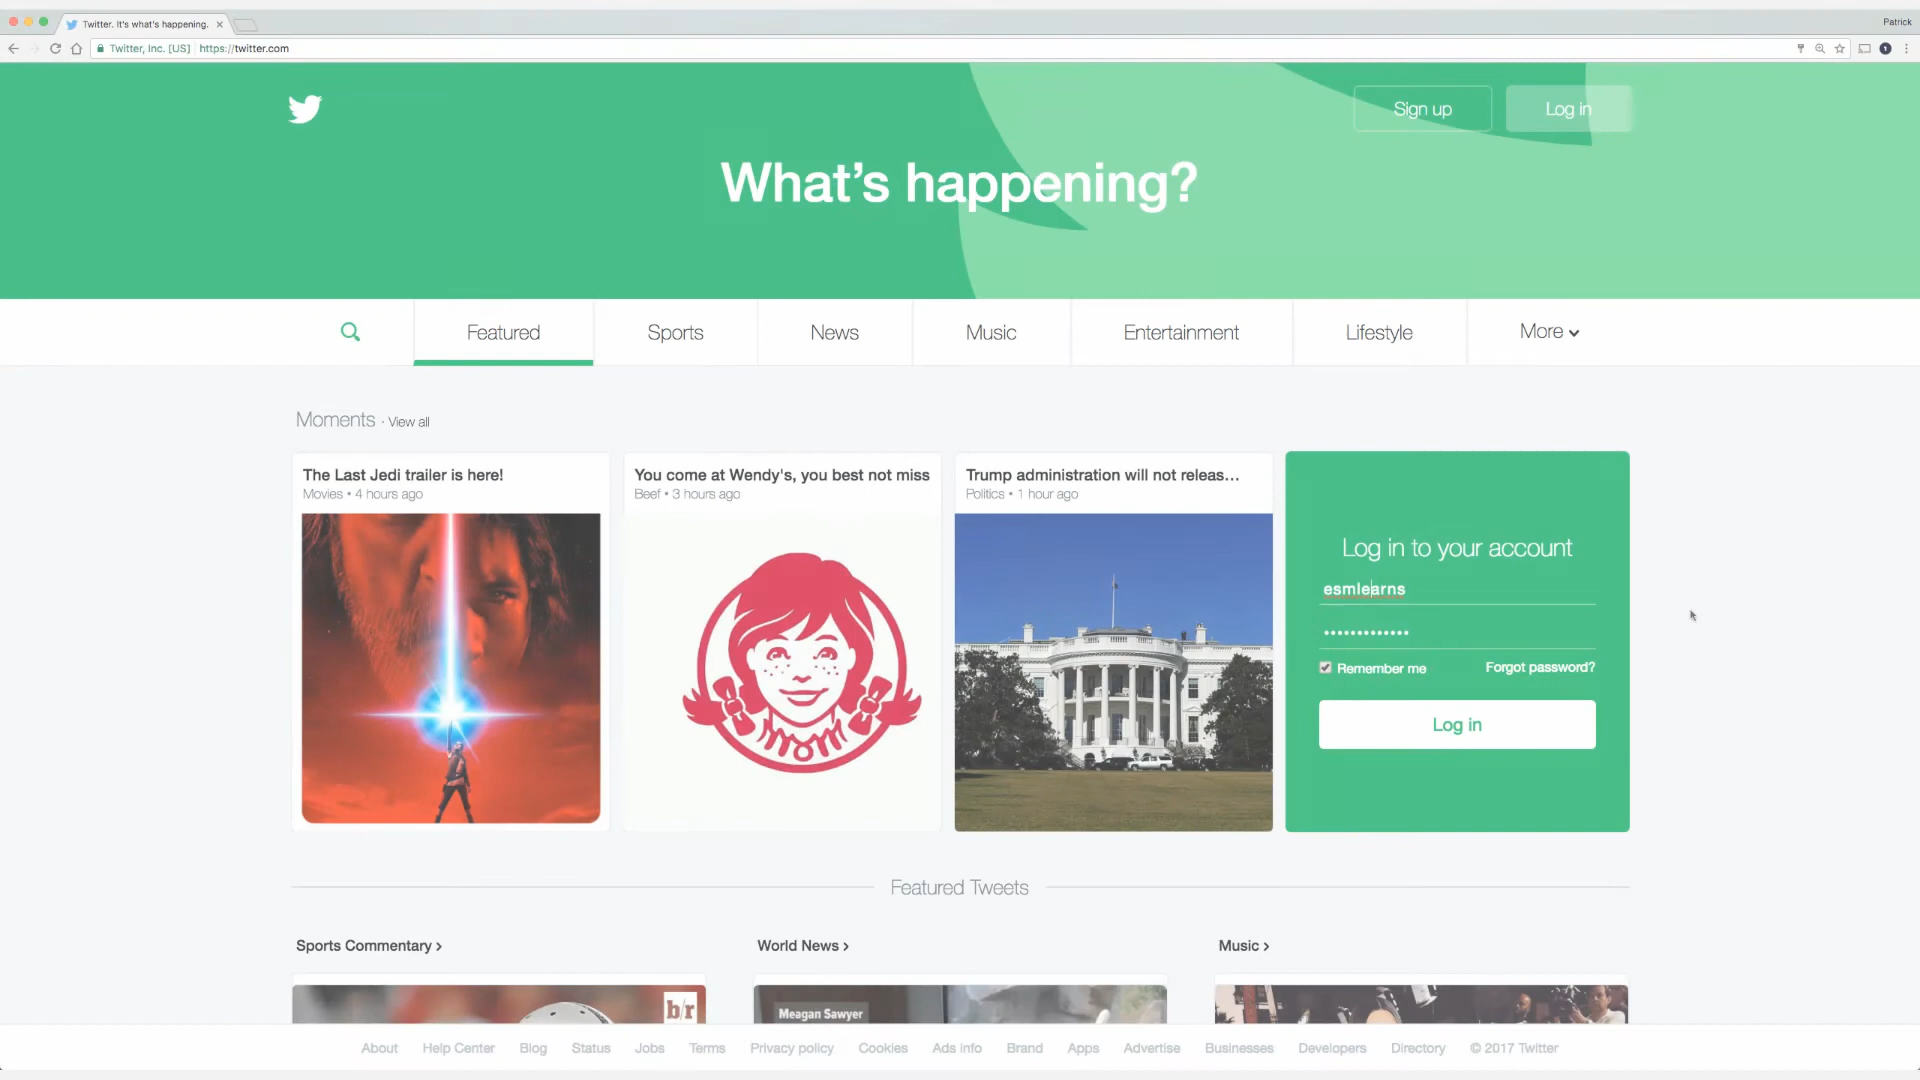 Twitter. It's what's happening.
Patrick
Twitter, Inc. [US] https://twitter.com
Sign up
Log in
What's happening?
Featured
Sports
News
Music
Entertainment
Lifestyle
More
Moments · View all
The Last Jedi trailer is here!
Movies • 4 hours ago
You come at Wendy's, you best not miss
Beef • 3 hours ago
Trump administration will not releas...
Politics • 1 hour ago
Log in to your account
esmlearns
•••••••••••••
Remember me
Forgot password?
Log in
Featured Tweets
Sports Commentary ›
World News ›
Music ›
b/r
Meagan Sawyer
About
Help Center
Blog
Status
Jobs
Terms
Privacy policy
Cookies
Ads info
Brand
Apps
Advertise
Businesses
Developers
Directory
© 2017 Twitter